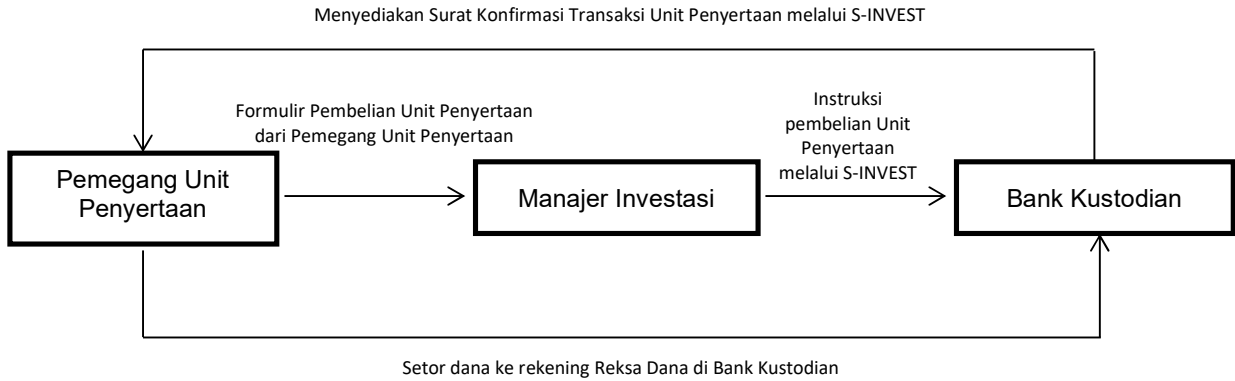 Menyediakan Surat Konfirmasi Transaksi Unit Penyertaan melalui S-INVEST
Formulir Pembelian Unit Penyertaan
dari Pemegang Unit Penyertaan
Instruksi
pembelian Unit
Penyertaan
melalui S-INVEST
Pemegang Unit
Penyertaan
Manajer Investasi
Bank Kustodian
Setor dana ke rekening Reksa Dana di Bank Kustodian